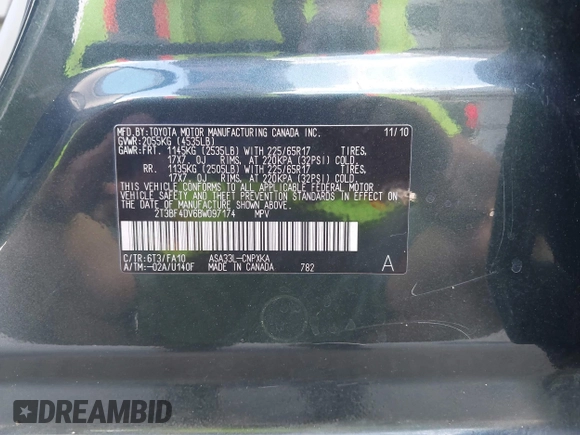 MFD.BY:TOYOTA MOTOR MANUFACTURING CANADA INC. 11/10
GVWR:2055KG (4535LB)
GAWR:FRT. 1145KG (2535LB) WITH 225/65R17 TIRES,
17X7.0J RIMS, AT 220KPA (32PSI) COLD.
RR. 1135KG (2505LB) WITH 225/65R17 TIRES,
17X7.0J RIMS, AT 220KPA (32PSI) COLD.
THIS VEHICLE CONFORMS TO ALL APPLICABLE FEDERAL MOTOR
VEHICLE SAFETY AND THEFT PREVENTION STANDARDS IN EFFECT ON
THE DATE OF MANUFACTURE SHOWN ABOVE.
2T3BF4DV6BW097174 MPV
C/TR:6T3/FA10 ASA33L-CNPXKA
A/TM:-02A/U140F MADE IN CANADA 782 A
DREAMBID